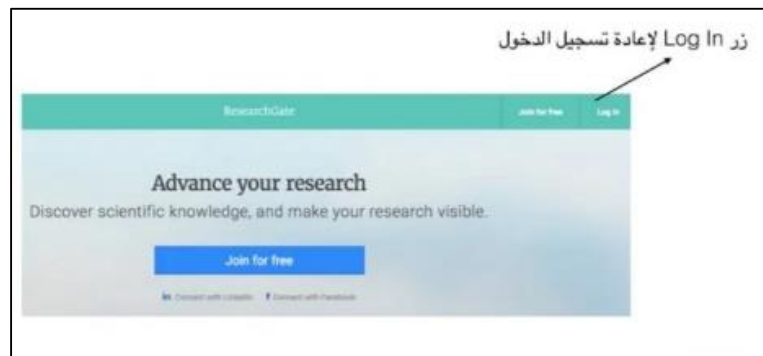 زر Log In لإعادة تسجيل الدخول
ResearchGate
Join for free
Log In
Advance your research
Discover scientific knowledge, and make your research visible.
Join for free
in Connect with LinkedIn f Connect with Facebook